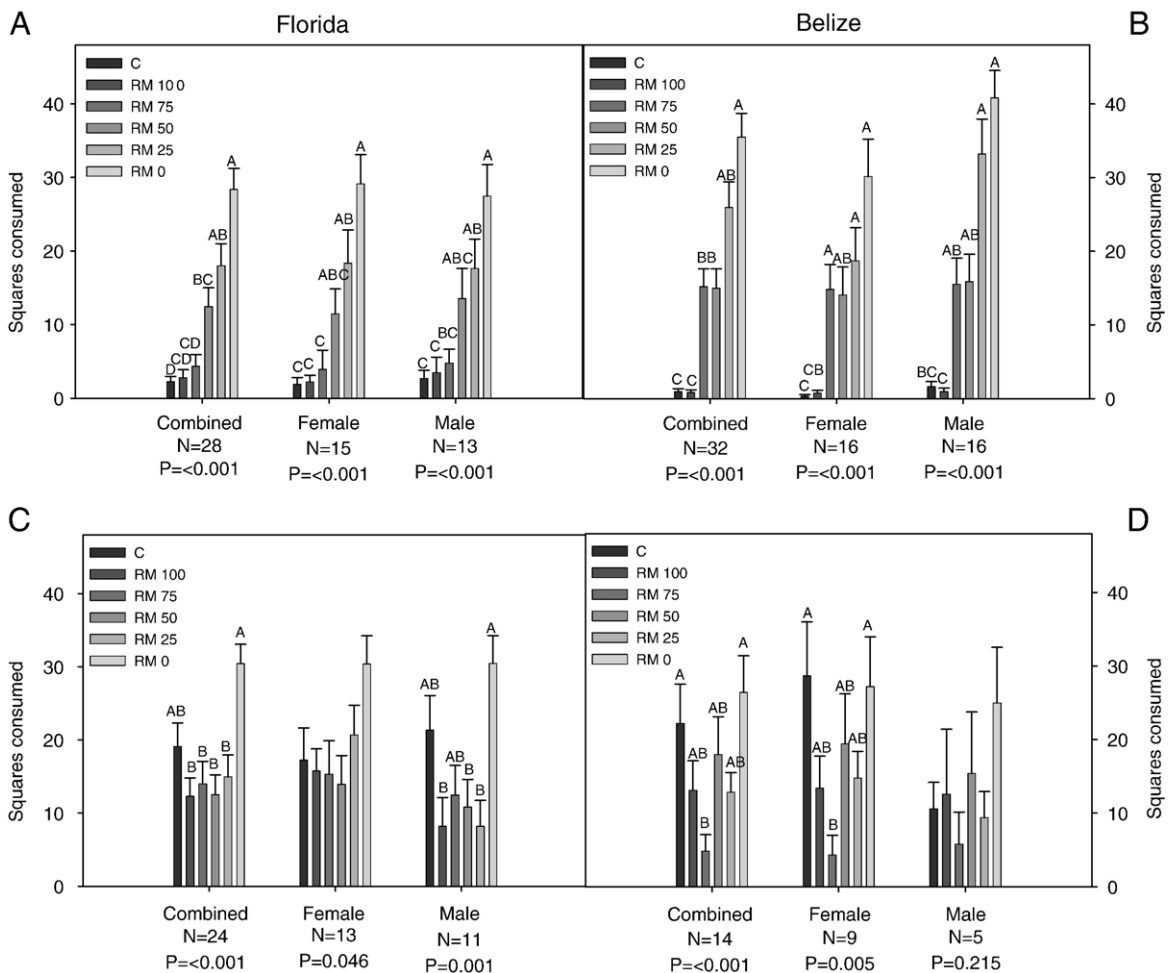 A
Florida
Belize
B
C
RM 10 0
RM 75
RM 50
RM 25
RM 0
Squares consumed
40
30
20
10
0
D
CD
CD
BC
AB
A
C
C
C
ABC
AB
A
C
C
BC
ABC
AB
A
Combined
N=28
P=<0.001
Female
N=15
P=<0.001
Male
N=13
P=<0.001
C
RM 100
RM 75
RM 50
RM 25
RM 0
C
C
BB
AB
A
C
CB
A
AB
A
A
BC
C
AB
AB
A
A
40
30
20
10
0
Squares consumed
Combined
N=32
P=<0.001
Female
N=16
P=<0.001
Male
N=16
P=<0.001
C
D
C
RM 100
RM 75
RM 50
RM 25
RM 0
Squares consumed
40
30
20
10
0
AB
B
B
B
B
A
AB
B
AB
B
B
A
Combined
N=24
P=<0.001
Female
N=13
P=0.046
Male
N=11
P=0.001
C
RM 100
RM 75
RM 50
RM 25
RM 0
A
AB
B
AB
AB
A
A
AB
B
AB
AB
A
40
30
20
10
0
Squares consumed
Combined
N=14
P=<0.001
Female
N=9
P=0.005
Male
N=5
P=0.215